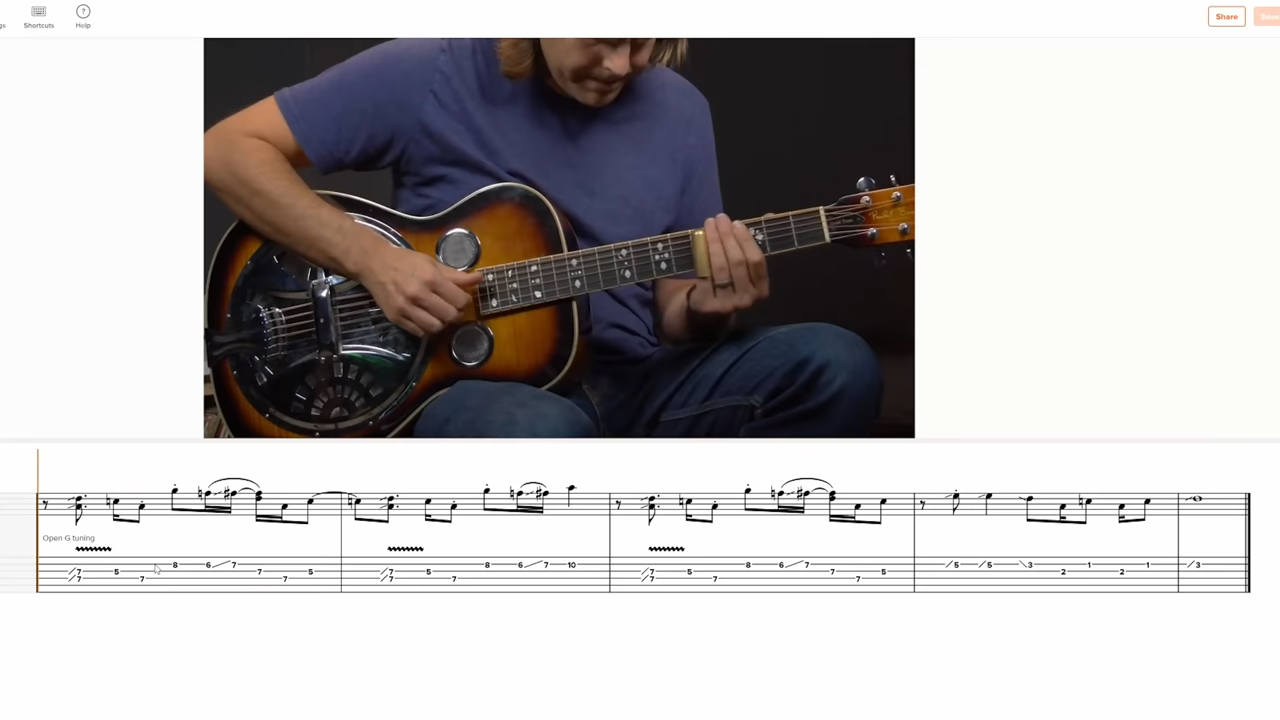 Shortcuts
Help
Share
Open G tuning
8 6 7 8 6 7 10 8 6 7 5 5 3 1 1 3
7 5 7 5 7 5 7 5 7 5 7 5 2 2
7 7 7 7 7 7 7 7